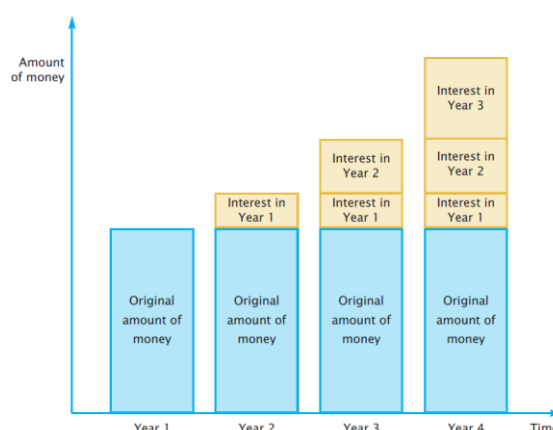 Amount
of money
Interest in
Year 3
Interest in
Year 2
Interest in
Year 2
Interest in
Year 1
Interest in
Year 1
Interest in
Year 1
Original
amount of
money
Original
amount of
money
Original
amount of
money
Original
amount of
money
Year 1
Year 2
Year 3
Year 4
Time